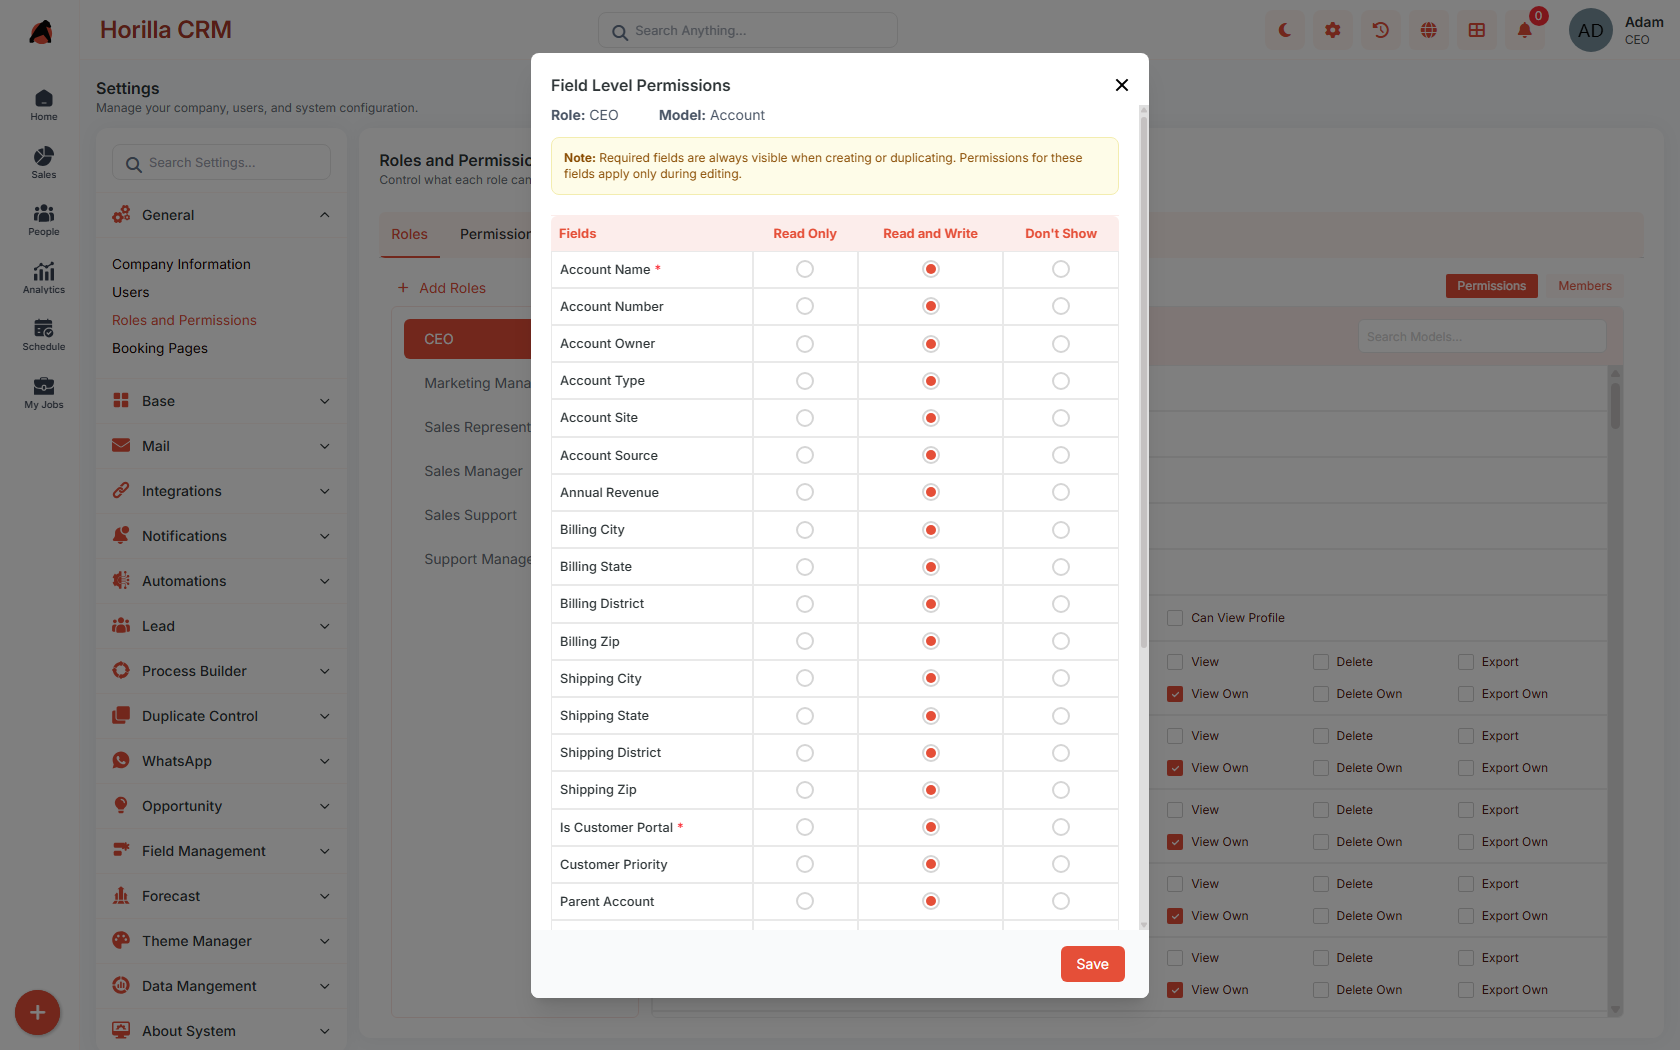 Horilla CRM
Search Anything...
0
AD
Adam
CEO
Home
Sales
People
Analytics
Schedule
My Jobs
Settings
Manage your company, users, and system configuration.
Search Settings...
General
Company Information
Users
Roles and Permissions
Booking Pages
Base
Mail
Integrations
Notifications
Automations
Lead
Process Builder
Duplicate Control
WhatsApp
Opportunity
Field Management
Forecast
Theme Manager
Data Mangement
About System
Roles and Permissio
Control what each role can
Roles
Permission
Add Roles
CEO
Marketing Mana
Sales Represent
Sales Manager
Sales Support
Support Manage
Field Level Permissions
Role: CEO Model: Account
Note: Required fields are always visible when creating or duplicating. Permissions for these
fields apply only during editing.
Fields Read Only Read and Write Don't Show
Account Name *
Account Number
Account Owner
Account Type
Account Site
Account Source
Annual Revenue
Billing City
Billing State
Billing District
Billing Zip
Shipping City
Shipping State
Shipping District
Shipping Zip
Is Customer Portal *
Customer Priority
Parent Account
Save
Permissions Members
Search Models...
Can View Profile
View Delete Export
View Own Delete Own Export Own
View Delete Export
View Own Delete Own Export Own
View Delete Export
View Own Delete Own Export Own
View Delete Export
View Own Delete Own Export Own
View Delete Export
View Own Delete Own Export Own